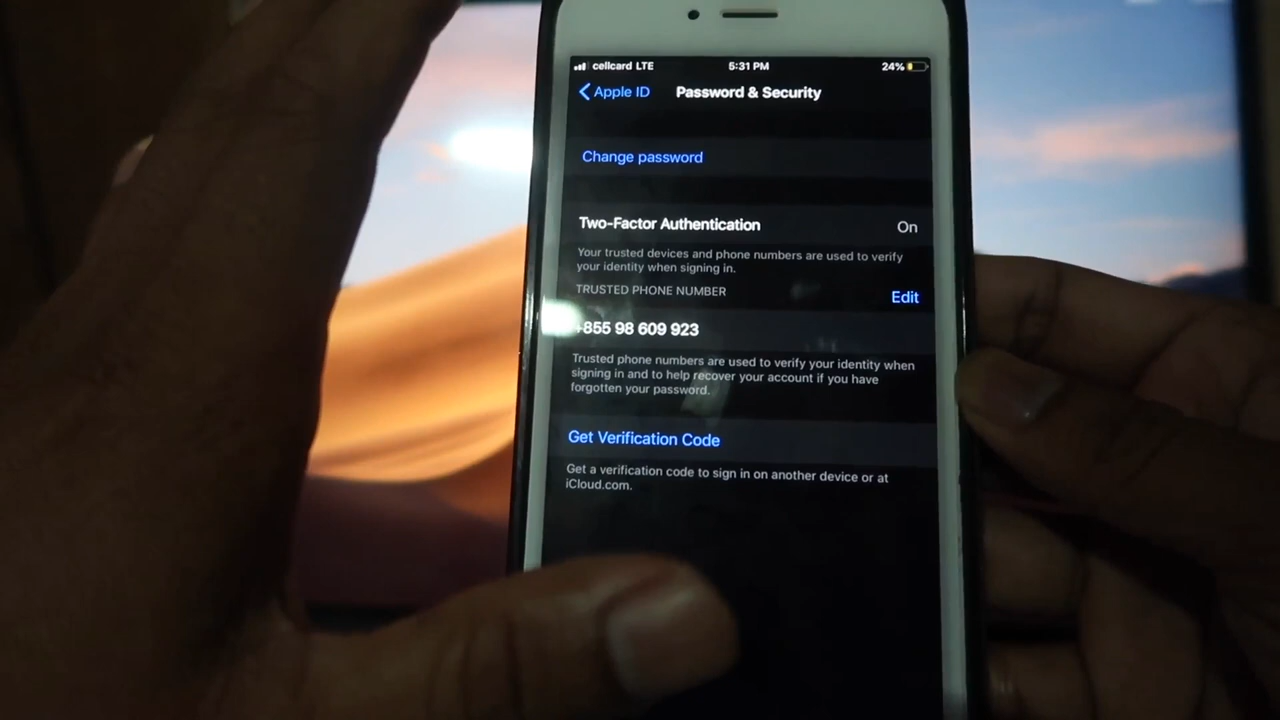 cellcard LTE 5:31 PM 24%
Apple ID Password & Security
Change password
Two-Factor Authentication On
Your trusted devices and phone numbers are used to verify
your identity when signing in.
TRUSTED PHONE NUMBER Edit
+855 98 609 923
Trusted phone numbers are used to verify your identity when
signing in and to help recover your account if you have
forgotten your password.
Get Verification Code
Get a verification code to sign in on another device or at
iCloud.com.